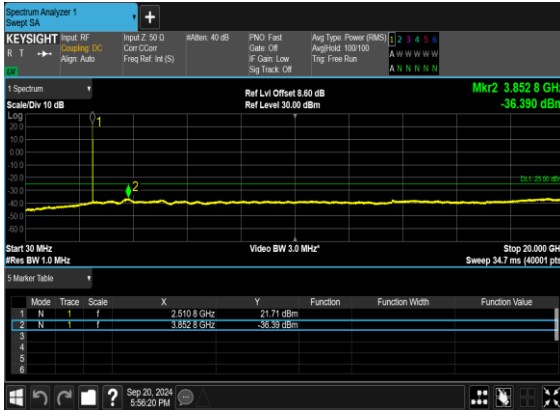 Spectrum Analyzer 1
Swept SA
+
KEYSIGHT Input: RF Input Z: 50 Ω #Atten: 40 dB PNO: Fast Avg Type: Power (RMS) 1 2 3 4 5 6
R T Coupling: DC Corr CCorr Gate: Off Avg|Hold: 100/100 A W W W W W
Align: Auto Freq Ref: Int (S) IF Gain: Low Trig: Free Run
Sig Track: Off A N N N N N
1 Spectrum Ref Lvl Offset 8.60 dB Mkr2 3.852 8 GHz
Scale/Div 10 dB Ref Level 30.00 dBm -36.390 dBm
Log
1
20.0
10.0
0.00
-10.0
DL1 -25.00 dBm
-20.0
2
-30.0
-40.0
-50.0
-60.0
Start 30 MHz Video BW 3.0 MHz* Stop 20.000 GHz
#Res BW 1.0 MHz Sweep 34.7 ms (40001 pts)
5 Marker Table
Mode Trace Scale X Y Function Function Width Function Value
1 N 1 f 2.510 8 GHz 21.71 dBm
2 N 1 f 3.852 8 GHz -36.39 dBm
3
4
5
6
? Sep 20, 2024
5:56:20 PM